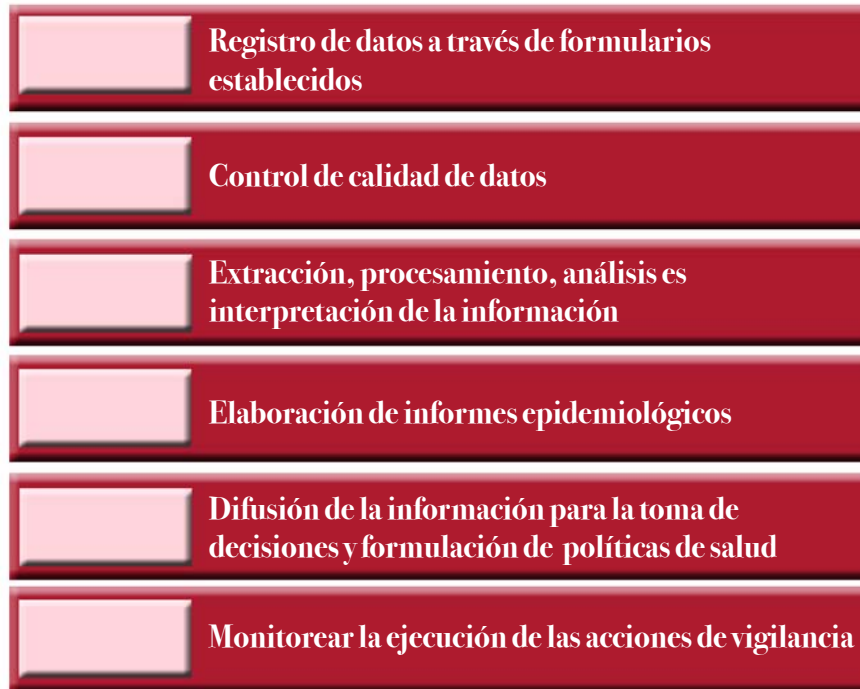 Registro de datos a través de formularios
establecidos
Control de calidad de datos
Extracción, procesamiento, análisis es
interpretación de la información
Elaboración de informes epidemiológicos
Difusión de la información para la toma de
decisiones y formulación de políticas de salud
Monitorear la ejecución de las acciones de vigilancia